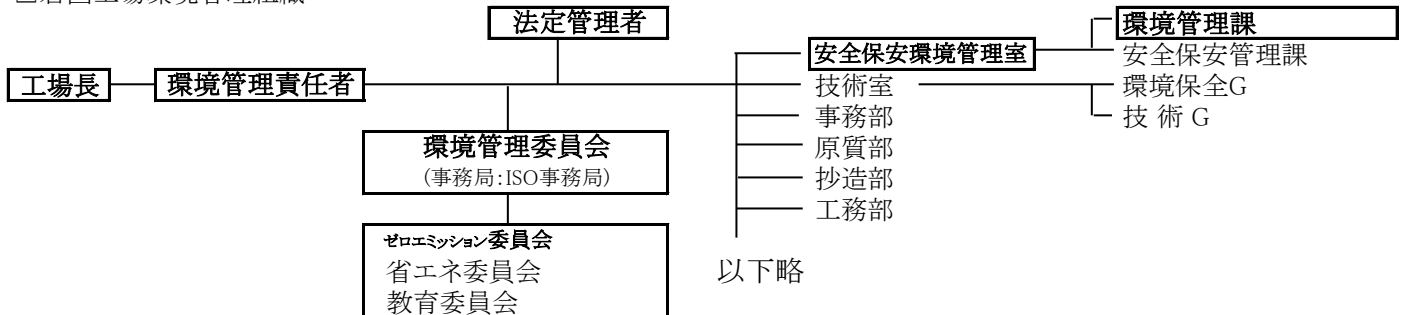 法定管理者
環境管理課
安全保安環境管理室
安全保安管理課
工場長
環境管理責任者
技術室
環境保全G
事務部
技 術 G
環境管理委員会
原質部
(事務局:ISO事務局)
抄造部
工務部
ゼロエミッション委員会
省エネ委員会
以下略
教育委員会